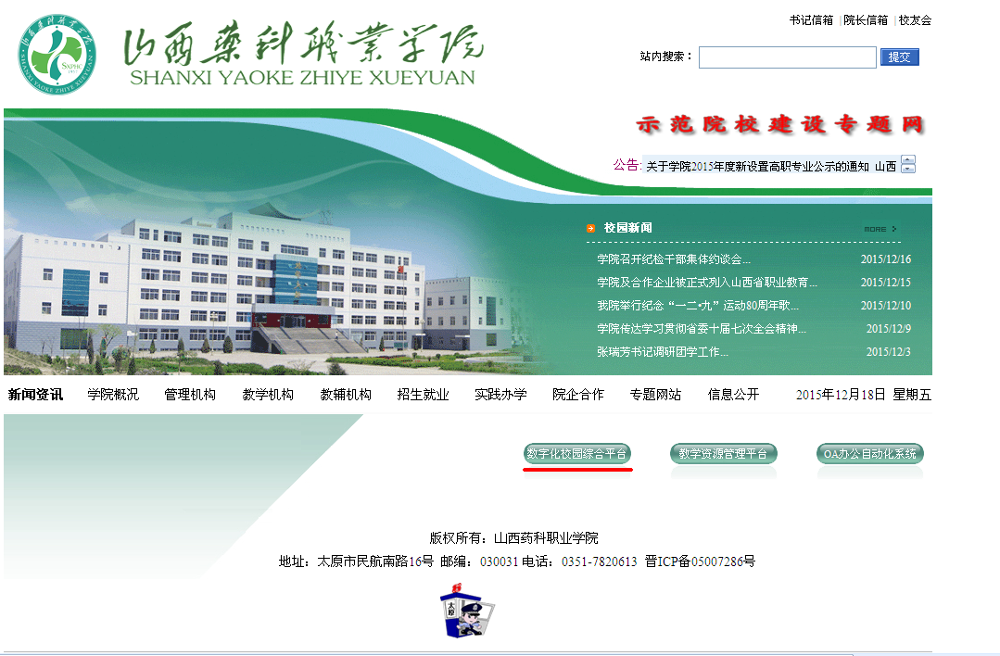 书记信箱 |院长信箱 |校友会
山西药科職業学院
SHANXI YAOKE ZHIYE XUEYUAN
SHANXI YAOKE ZHIYE XUEYUAN
站内搜索： 提交
示范院校建设专题网
公告: 关于学院2015年度新设置高职专业公示的通知 山西
校园新闻 MORE
学院召开纪检干部集体约谈会... 2015/12/16
学院及合作企业被正式列入山西省职业教育... 2015/12/15
我院举行纪念“一二•九”运动80周年歌... 2015/12/10
学院传达学习贯彻省委十届七次全会精神... 2015/12/9
张瑞芳书记调研团学工作... 2015/12/3
新闻资讯 学院概况 管理机构 教学机构 教辅机构 招生就业 实践办学 院企合作 专题网站 信息公开 2015年12月18日 星期五
数字化校园综合平台 教学资源管理平台 OA办公自动化系统
版权所有：山西药科职业学院
地址：太原市民航南路16号 邮编：030031 电话：0351-7820613 晋ICP备05007286号
太原